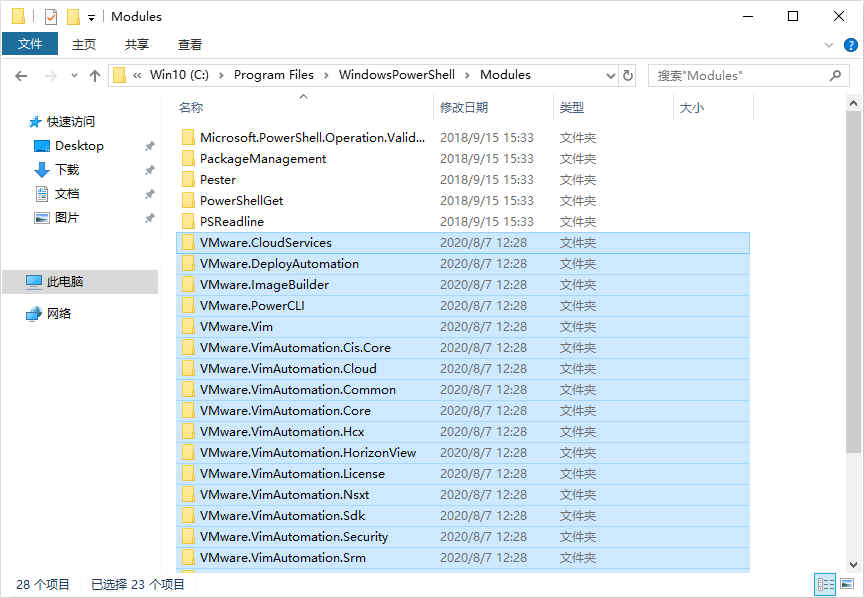 Modules
文件 主页 共享 查看
« Win10 (C:) › Program Files › WindowsPowerShell › Modules 搜索"Modules"
名称 修改日期 类型 大小
快速访问
Desktop
下载
文档
图片
此电脑
网络
Microsoft.PowerShell.Operation.Valid... 2018/9/15 15:33 文件夹
PackageManagement 2018/9/15 15:33 文件夹
Pester 2018/9/15 15:33 文件夹
PowerShellGet 2018/9/15 15:33 文件夹
PSReadline 2018/9/15 15:33 文件夹
VMware.CloudServices 2020/8/7 12:28 文件夹
VMware.DeployAutomation 2020/8/7 12:28 文件夹
VMware.ImageBuilder 2020/8/7 12:28 文件夹
VMware.PowerCLI 2020/8/7 12:28 文件夹
VMware.Vim 2020/8/7 12:28 文件夹
VMware.VimAutomation.Cis.Core 2020/8/7 12:28 文件夹
VMware.VimAutomation.Cloud 2020/8/7 12:28 文件夹
VMware.VimAutomation.Common 2020/8/7 12:28 文件夹
VMware.VimAutomation.Core 2020/8/7 12:28 文件夹
VMware.VimAutomation.Hcx 2020/8/7 12:28 文件夹
VMware.VimAutomation.HorizonView 2020/8/7 12:28 文件夹
VMware.VimAutomation.License 2020/8/7 12:28 文件夹
VMware.VimAutomation.Nsxt 2020/8/7 12:28 文件夹
VMware.VimAutomation.Sdk 2020/8/7 12:28 文件夹
VMware.VimAutomation.Security 2020/8/7 12:28 文件夹
VMware.VimAutomation.Srm 2020/8/7 12:28 文件夹
28 个项目 已选择 23 个项目